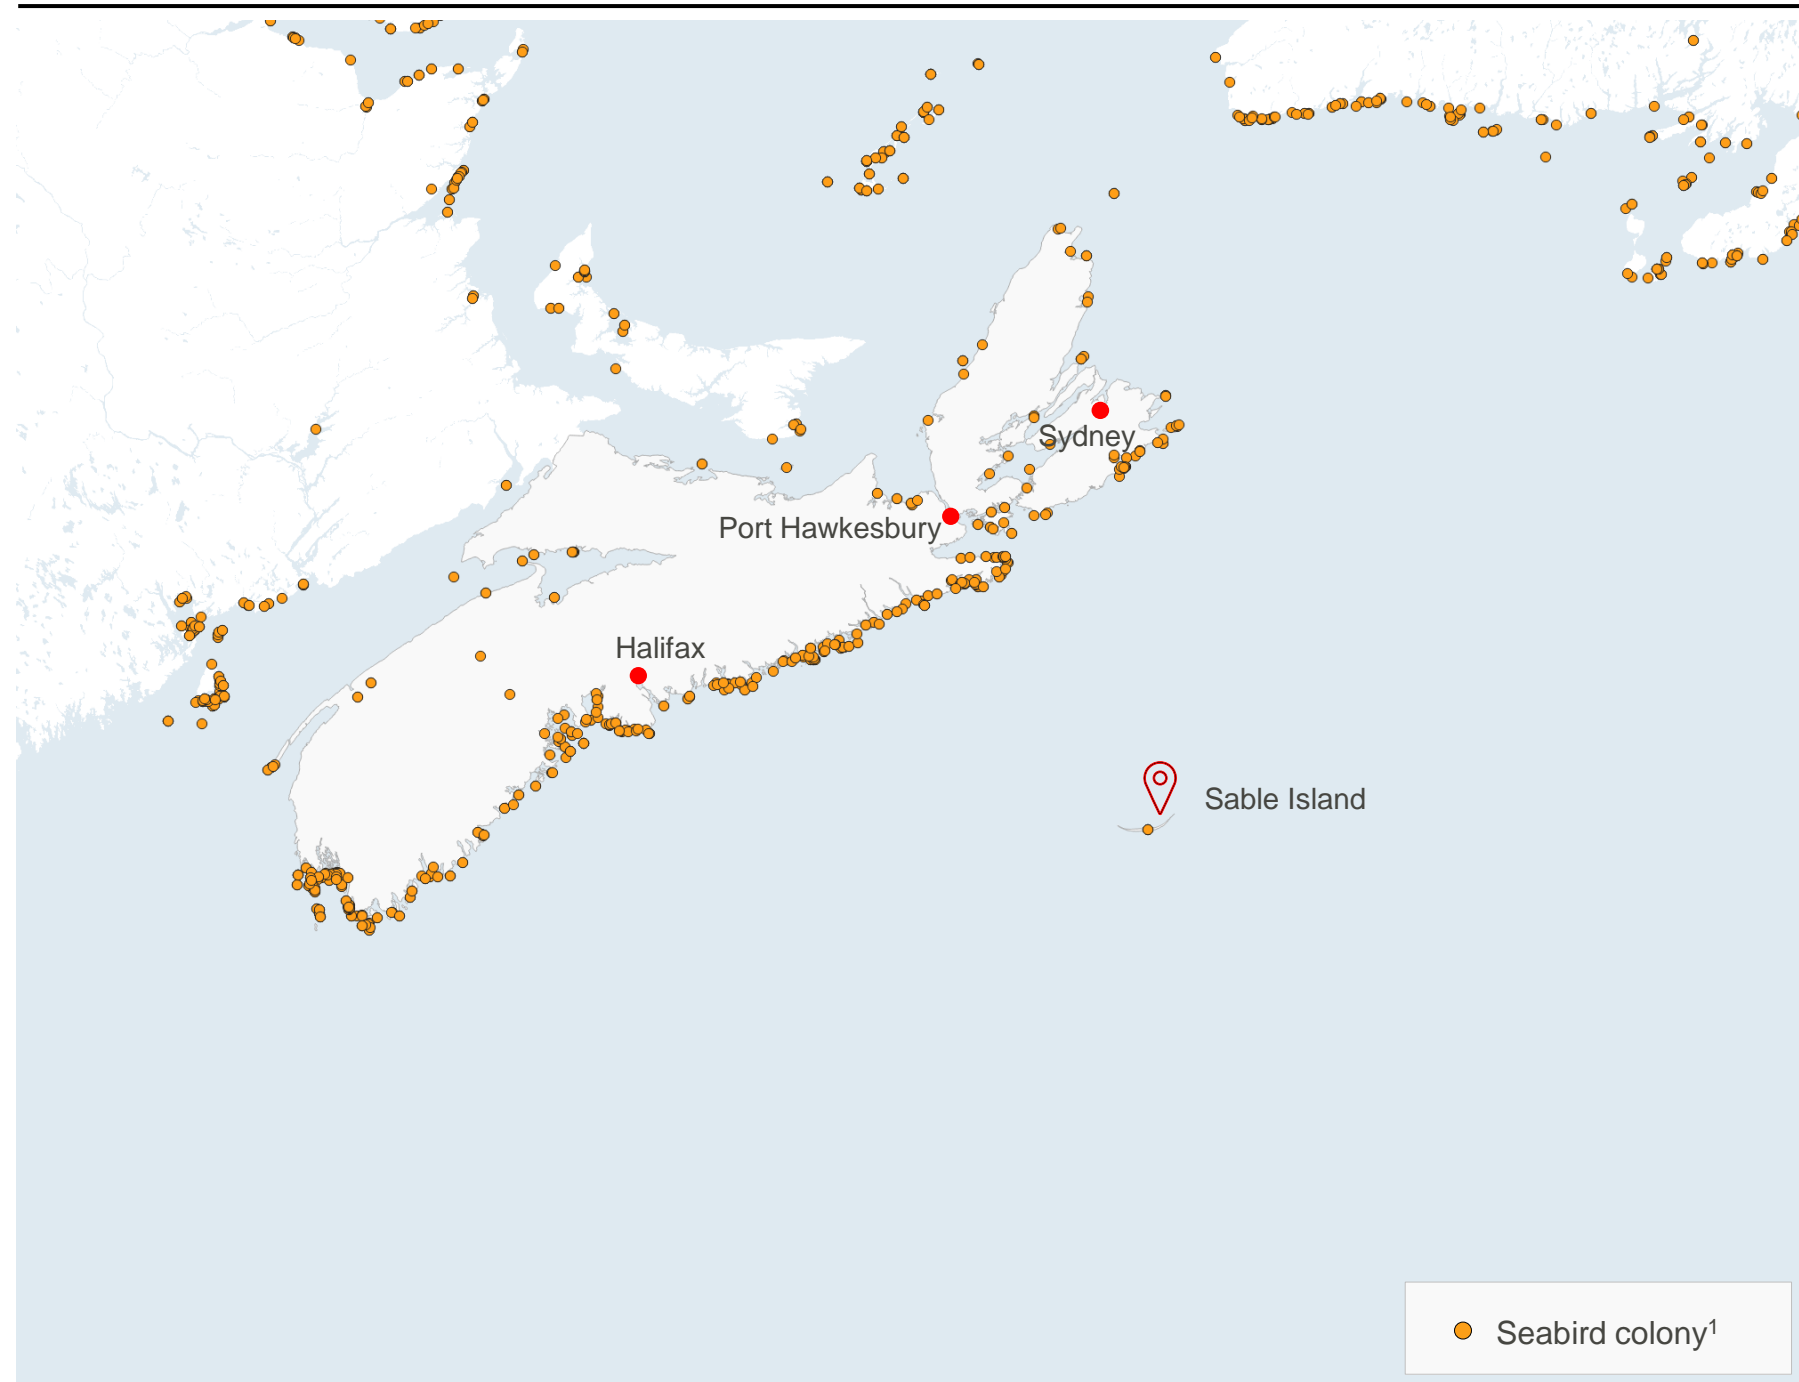 Sydney
Port Hawkesbury
Halifax
Sable Island
Seabird colony¹